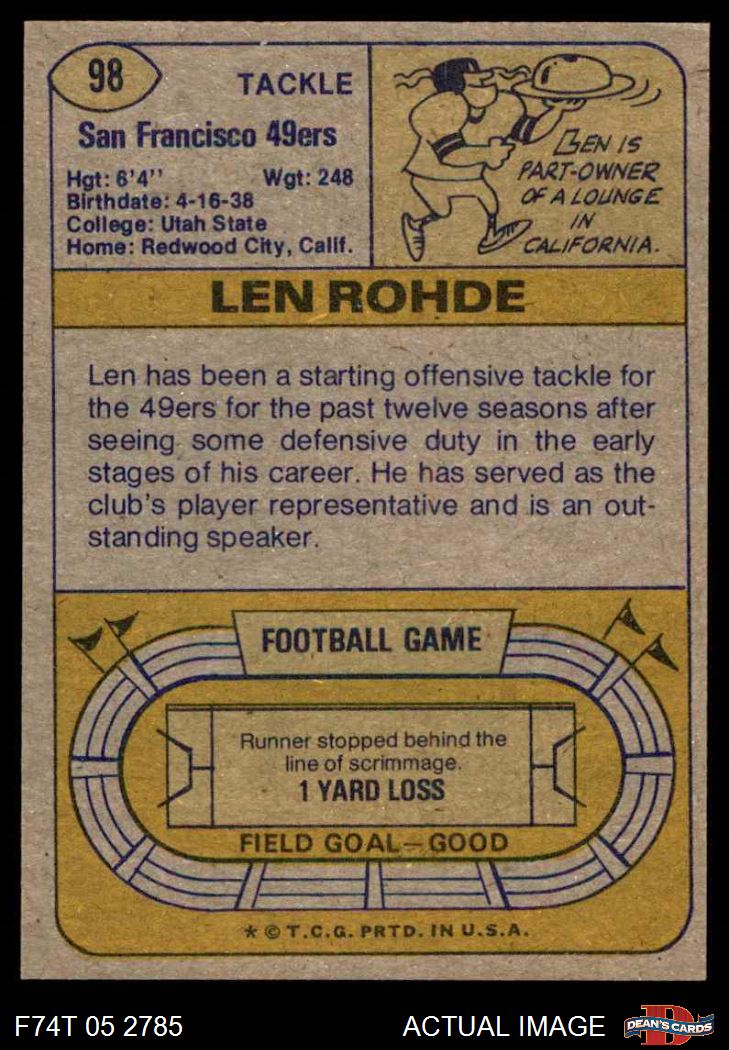 98
TACKLE
San Francisco 49ers
Hgt: 6'4''  Wgt: 248
Birthdate: 4-16-38
College: Utah State
Home: Redwood City, Calif.
LEN IS
PART-OWNER
OF A LOUNGE
IN
CALIFORNIA.
LEN ROHDE
Len has been a starting offensive tackle for
the 49ers for the past twelve seasons after
seeing some defensive duty in the early
stages of his career. He has served as the
club's player representative and is an out-
standing speaker.
FOOTBALL GAME
Runner stopped behind the
line of scrimmage.
1 YARD LOSS
FIELD GOAL—GOOD
* © T.C.G. PRTD. IN U.S.A.
F74T 05 2785
ACTUAL IMAGE
D
DEAN'S CARDS